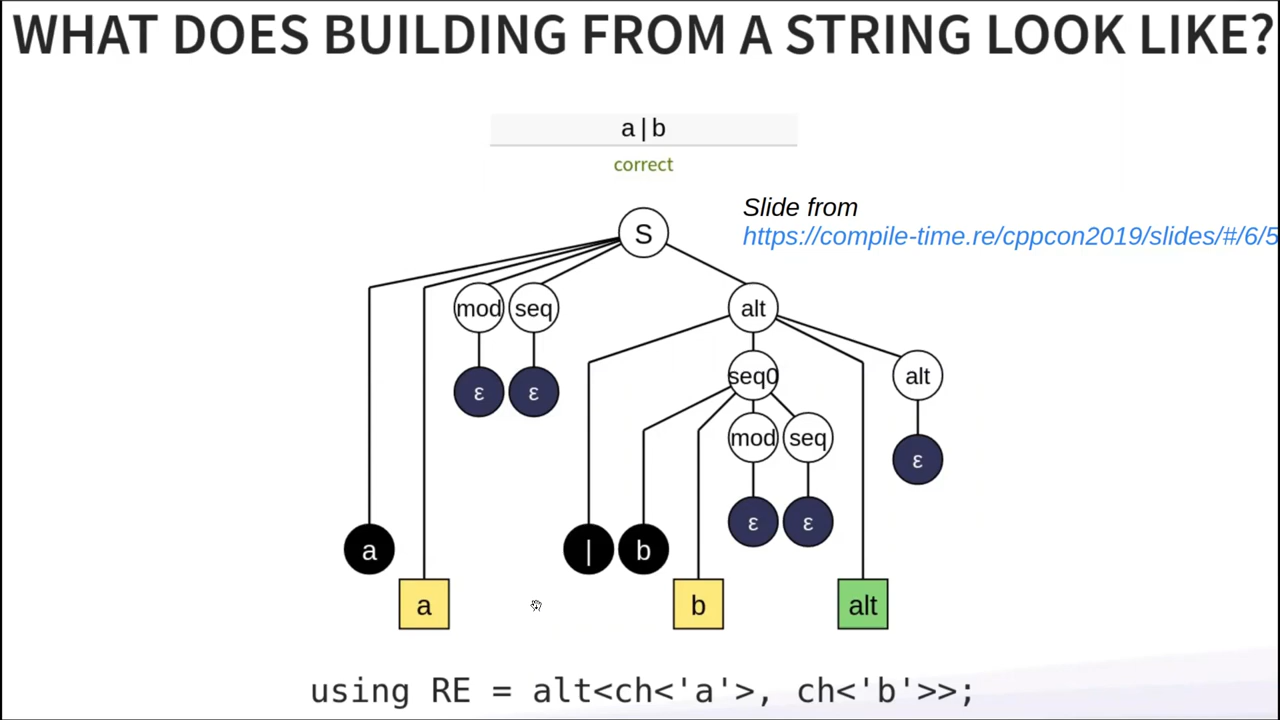 WHAT DOES BUILDING FROM A STRING LOOK LIKE?
a|b
correct
Slide from
https://compile-time.re/cppcon2019/slides/#/6/5
S
mod seq alt
ε ε seq0 alt
mod seq
ε
ε ε
a | b
a b alt
using RE = alt<ch<'a'>, ch<'b'>>;